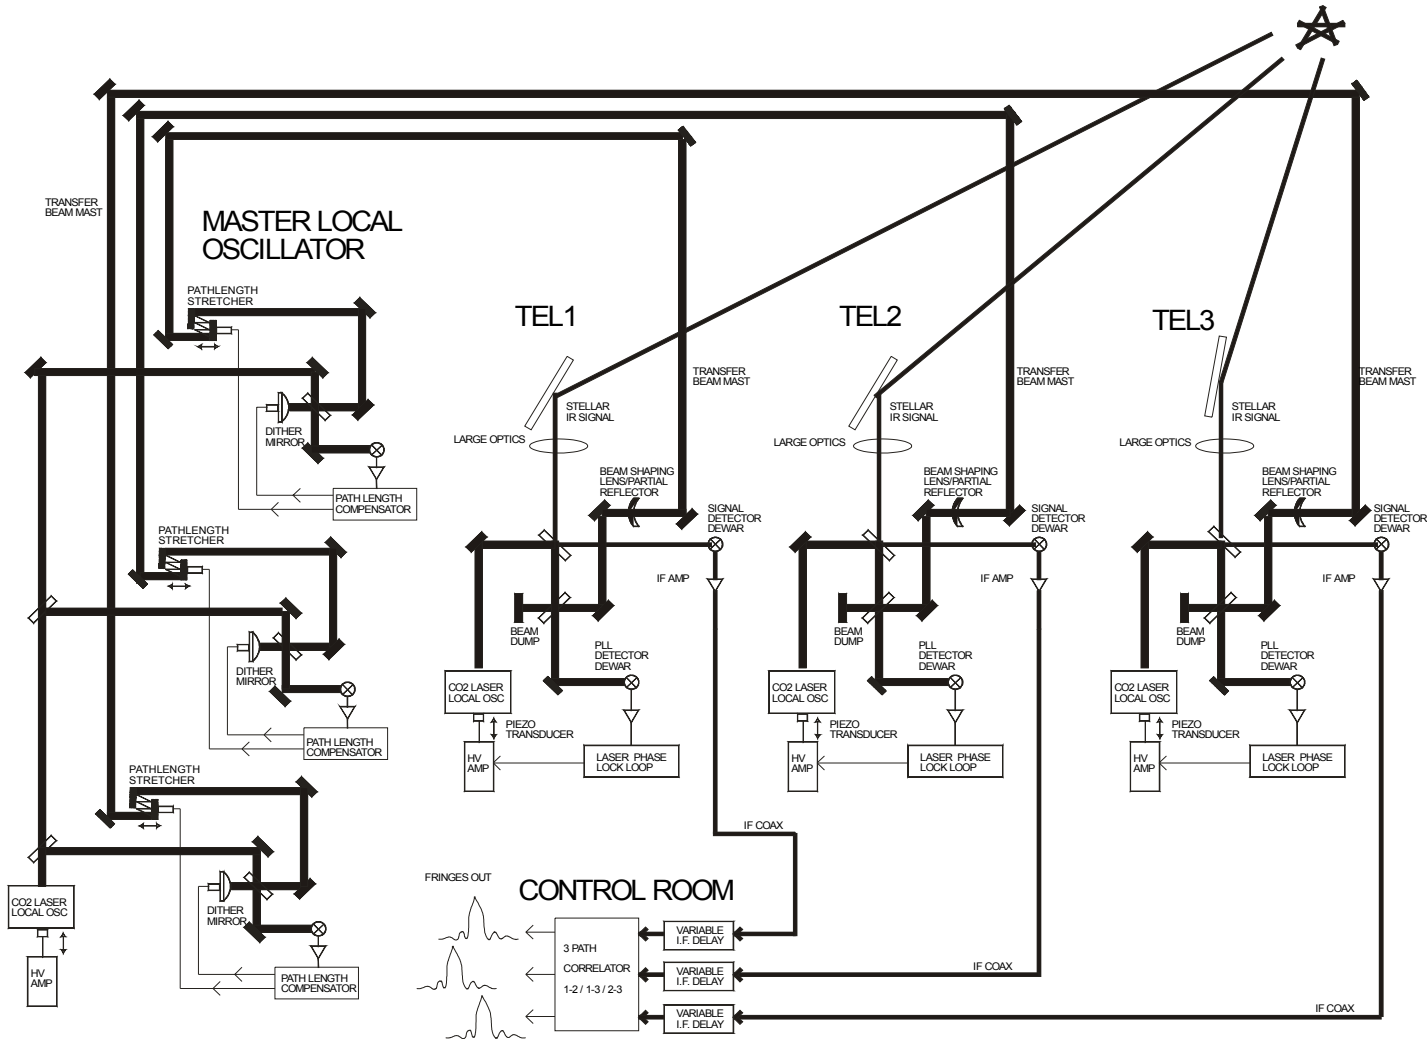 TRANSFER
BEAM MAST
MASTER LOCAL
OSCILLATOR
PATHLENGTH
STRETCHER
DITHER
MIRROR
PATH LENGTH
COMPENSATOR
PATHLENGTH
STRETCHER
DITHER
MIRROR
PATH LENGTH
COMPENSATOR
PATHLENGTH
STRETCHER
DITHER
MIRROR
PATH LENGTH
COMPENSATOR
CO2 LASER
LOCAL OSC
HV
AMP
TEL1
TRANSFER
BEAM MAST
STELLAR
IR SIGNAL
LARGE OPTICS
BEAM SHAPING
LENS/PARTIAL
REFLECTOR
SIGNAL
DETECTOR
DEWAR
IF AMP
BEAM
DUMP
PLL
DETECTOR
DEWAR
CO2 LASER
LOCAL OSC
PIEZO
TRANSDUCER
HV
AMP
LASER PHASE
LOCK LOOP
TEL2
TRANSFER
BEAM MAST
STELLAR
IR SIGNAL
LARGE OPTICS
BEAM SHAPING
LENS/PARTIAL
REFLECTOR
SIGNAL
DETECTOR
DEWAR
IF AMP
BEAM
DUMP
PLL
DETECTOR
DEWAR
CO2 LASER
LOCAL OSC
PIEZO
TRANSDUCER
HV
AMP
LASER PHASE
LOCK LOOP
TEL3
TRANSFER
BEAM MAST
STELLAR
IR SIGNAL
LARGE OPTICS
BEAM SHAPING
LENS/PARTIAL
REFLECTOR
SIGNAL
DETECTOR
DEWAR
IF AMP
BEAM
DUMP
PLL
DETECTOR
DEWAR
CO2 LASER
LOCAL OSC
PIEZO
TRANSDUCER
HV
AMP
LASER PHASE
LOCK LOOP
IF COAX
FRINGES OUT
CONTROL ROOM
3 PATH
CORRELATOR
1-2 / 1-3 / 2-3
VARIABLE
I.F. DELAY
VARIABLE
I.F. DELAY
IF COAX
VARIABLE
I.F. DELAY
IF COAX